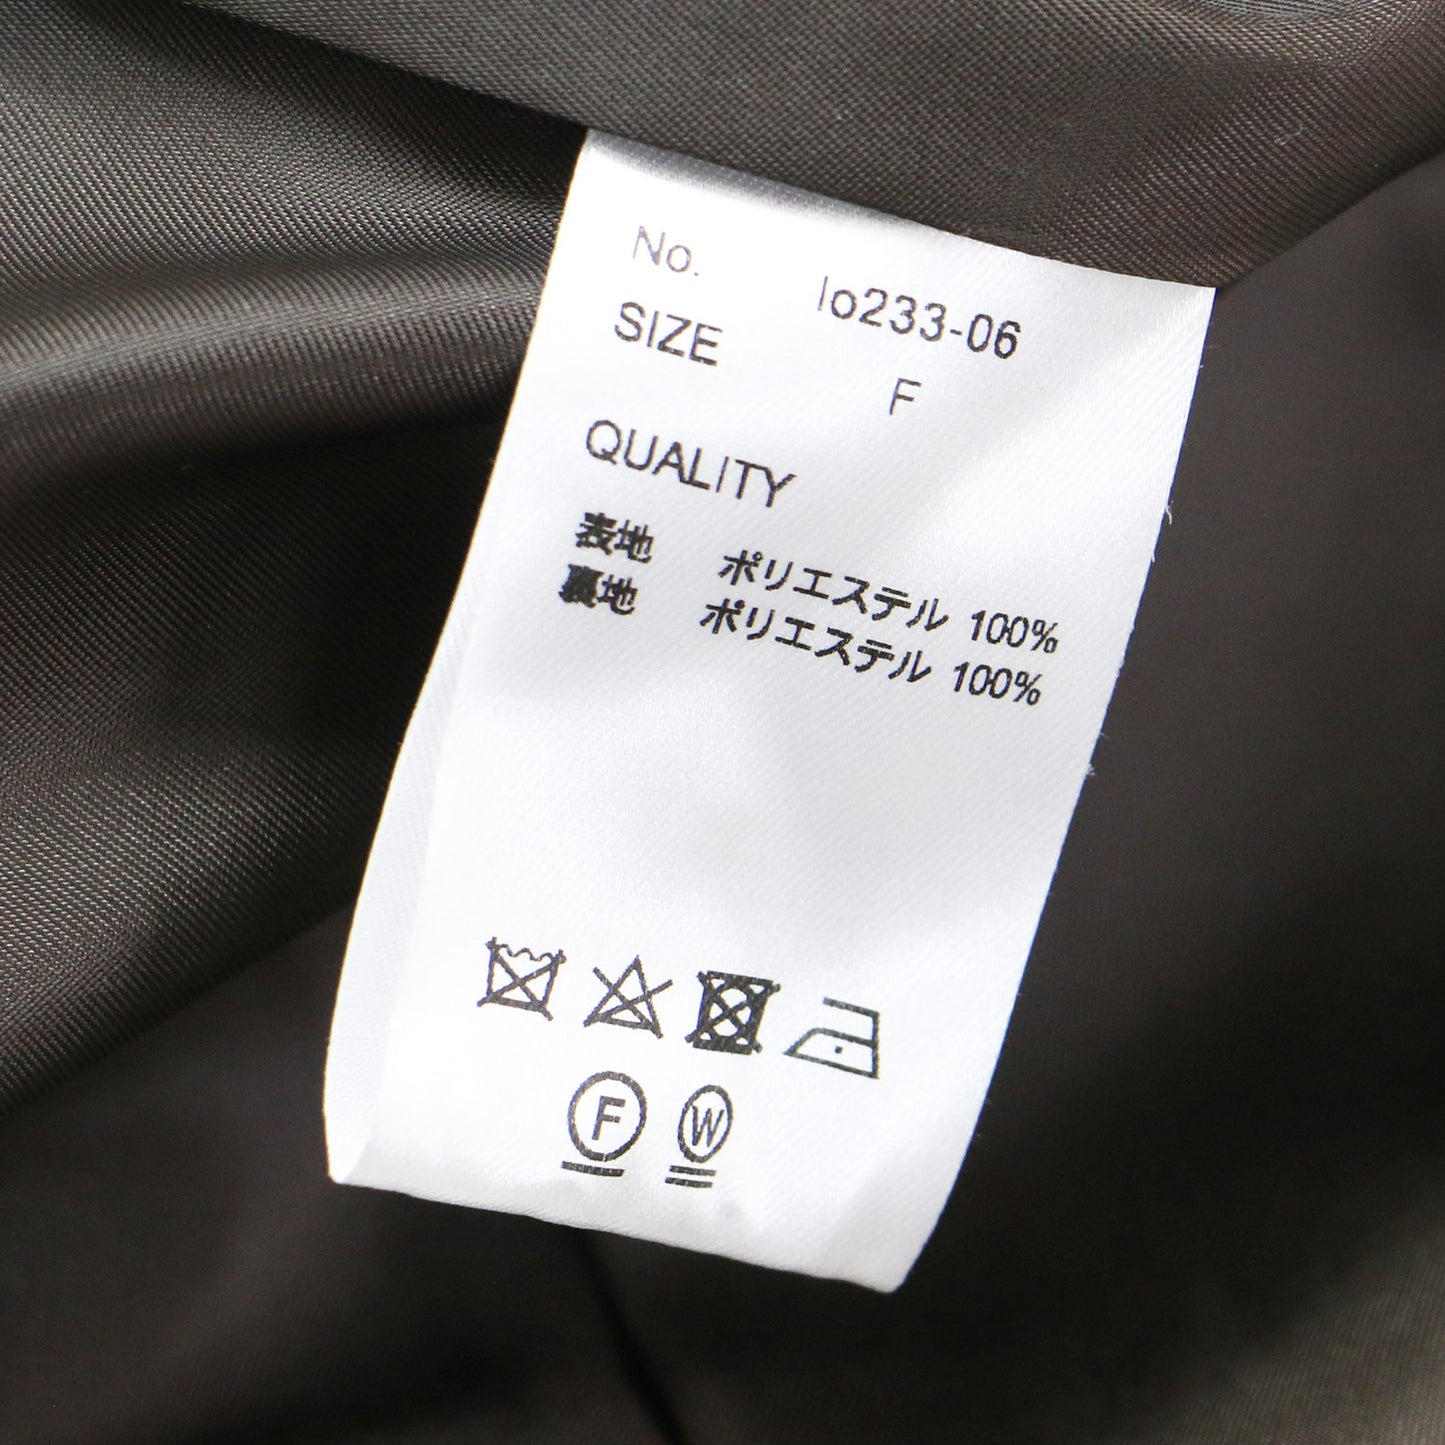 No. lo233-06
SIZE F
QUALITY
表地 ポリエステル 100%
裏地 ポリエステル 100%
F W